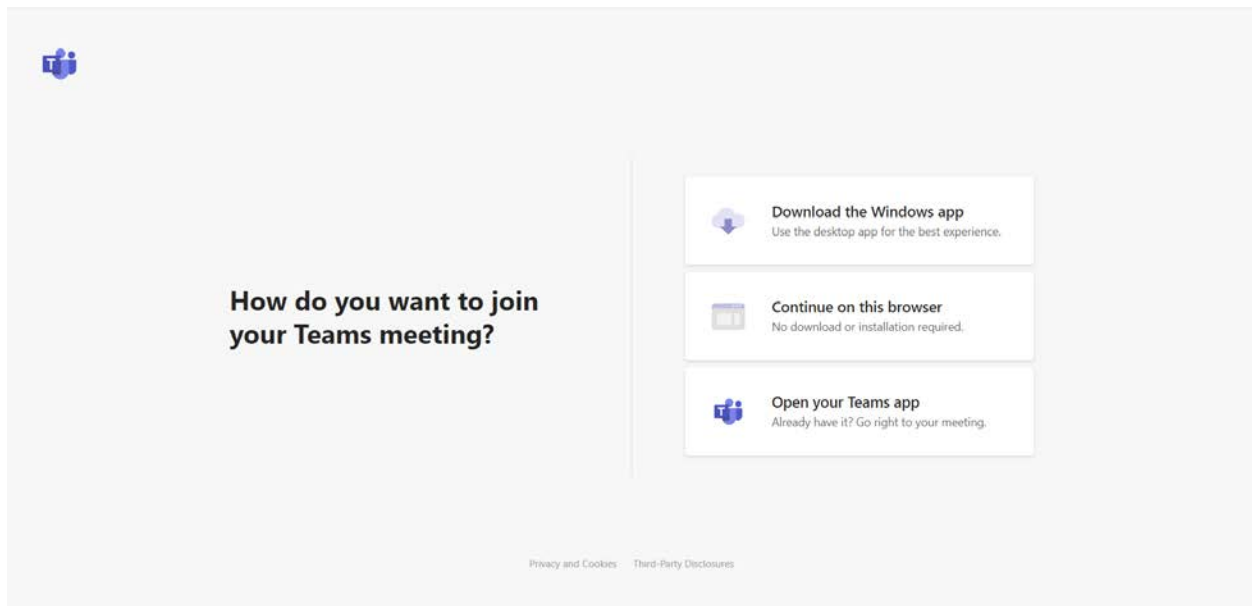 How do you want to join
your Teams meeting?
Download the Windows app
Use the desktop app for the best experience.
Continue on this browser
No download or installation required.
Open your Teams app
Already have it? Go right to your meeting.
Privacy and Cookies Third-Party Disclosures